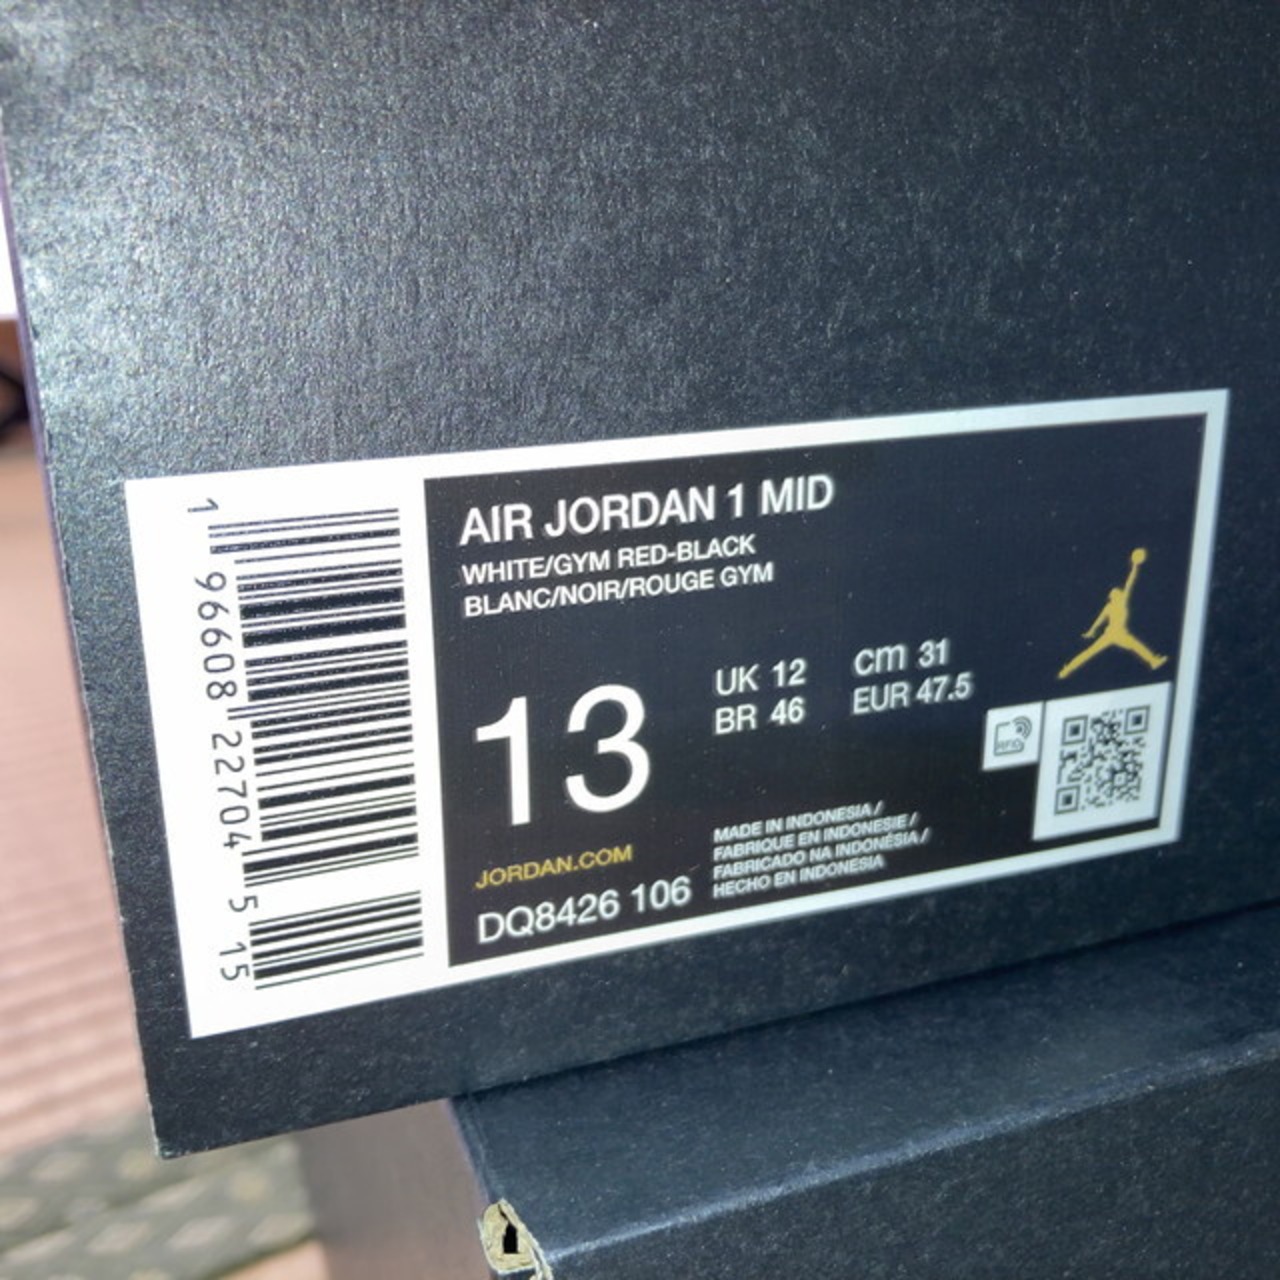 AIR JORDAN 1 MID
WHITE/GYM RED-BLACK
BLANC/NOIR/ROUGE GYM
13
UK 12
BR 46
cm 31
EUR 47.5
RFID
JORDAN.COM
DQ8426 106
MADE IN INDONESIA /
FABRIQUE EN INDONESIE /
FABRICADO NA INDONÉSIA /
HECHO EN INDONESIA
1 96608 22704 5 15